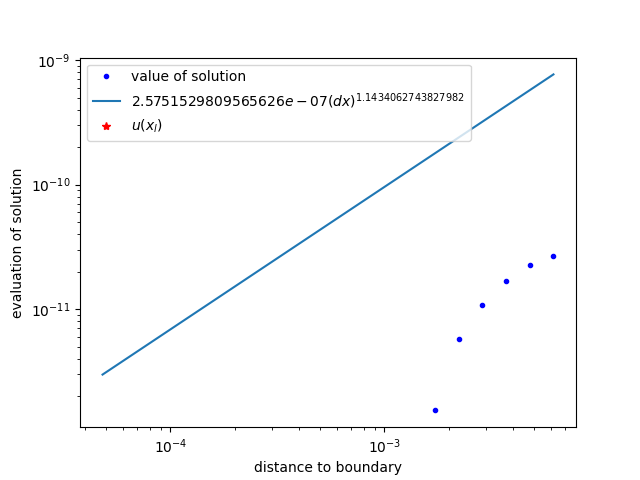 10⁻⁹
value of solution
2.5751529809565626e − 07(dx)^1.1434062743827982
u(x_l)
10⁻¹⁰
10⁻¹¹
evaluation of solution
10⁻⁴
10⁻³
distance to boundary